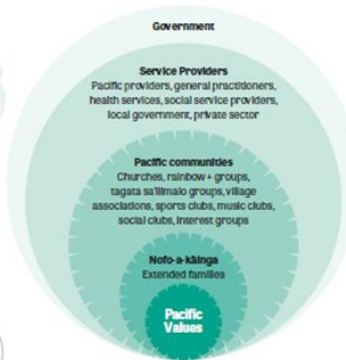 Government
Service Providers
Pacific providers, general practitioners,
health services, social service providers,
local government, private sector
Pacific communities
Churches, rainbow+ groups,
tagata sa'ilimalo groups, village
associations, sports clubs, music clubs,
social clubs, interest groups
Nofo-a-kāinga
Extended families
Pacific
Values